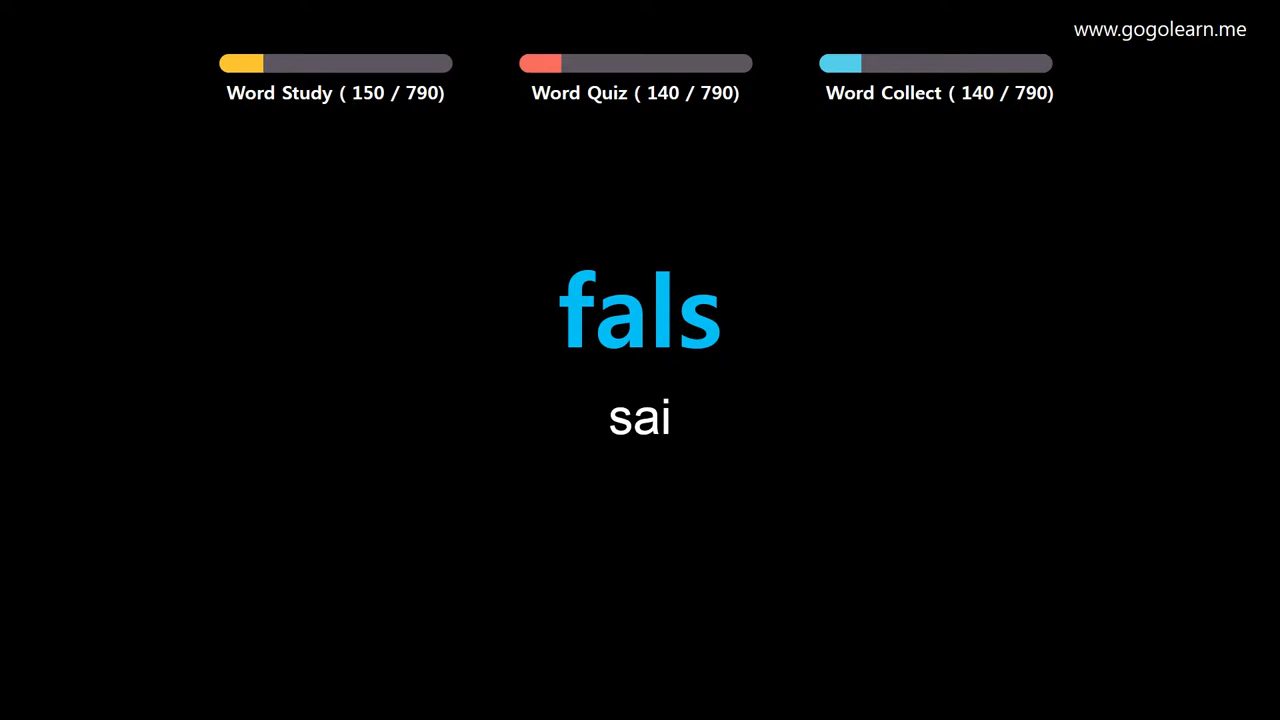 www.gogolearn.me
Word Study ( 150 / 790)
Word Quiz ( 140 / 790)
Word Collect ( 140 / 790)
fals
sai